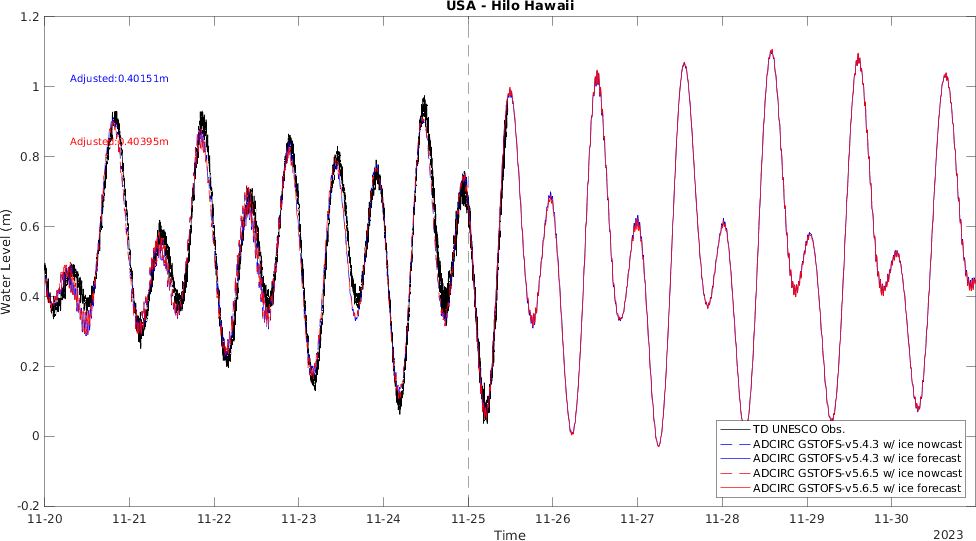 USA - Hilo Hawaii
1.2
1
0.8
0.6
0.4
0.2
0
-0.2
Water Level (m)
Adjusted:0.40151m
Adjusted:0.40395m
TD UNESCO Obs.
ADCIRC GSTOFS-v5.4.3 w/ ice nowcast
ADCIRC GSTOFS-v5.4.3 w/ ice forecast
ADCIRC GSTOFS-v5.6.5 w/ ice nowcast
ADCIRC GSTOFS-v5.6.5 w/ ice forecast
11-20 11-21 11-22 11-23 11-24 11-25 11-26 11-27 11-28 11-29 11-30
Time
2023